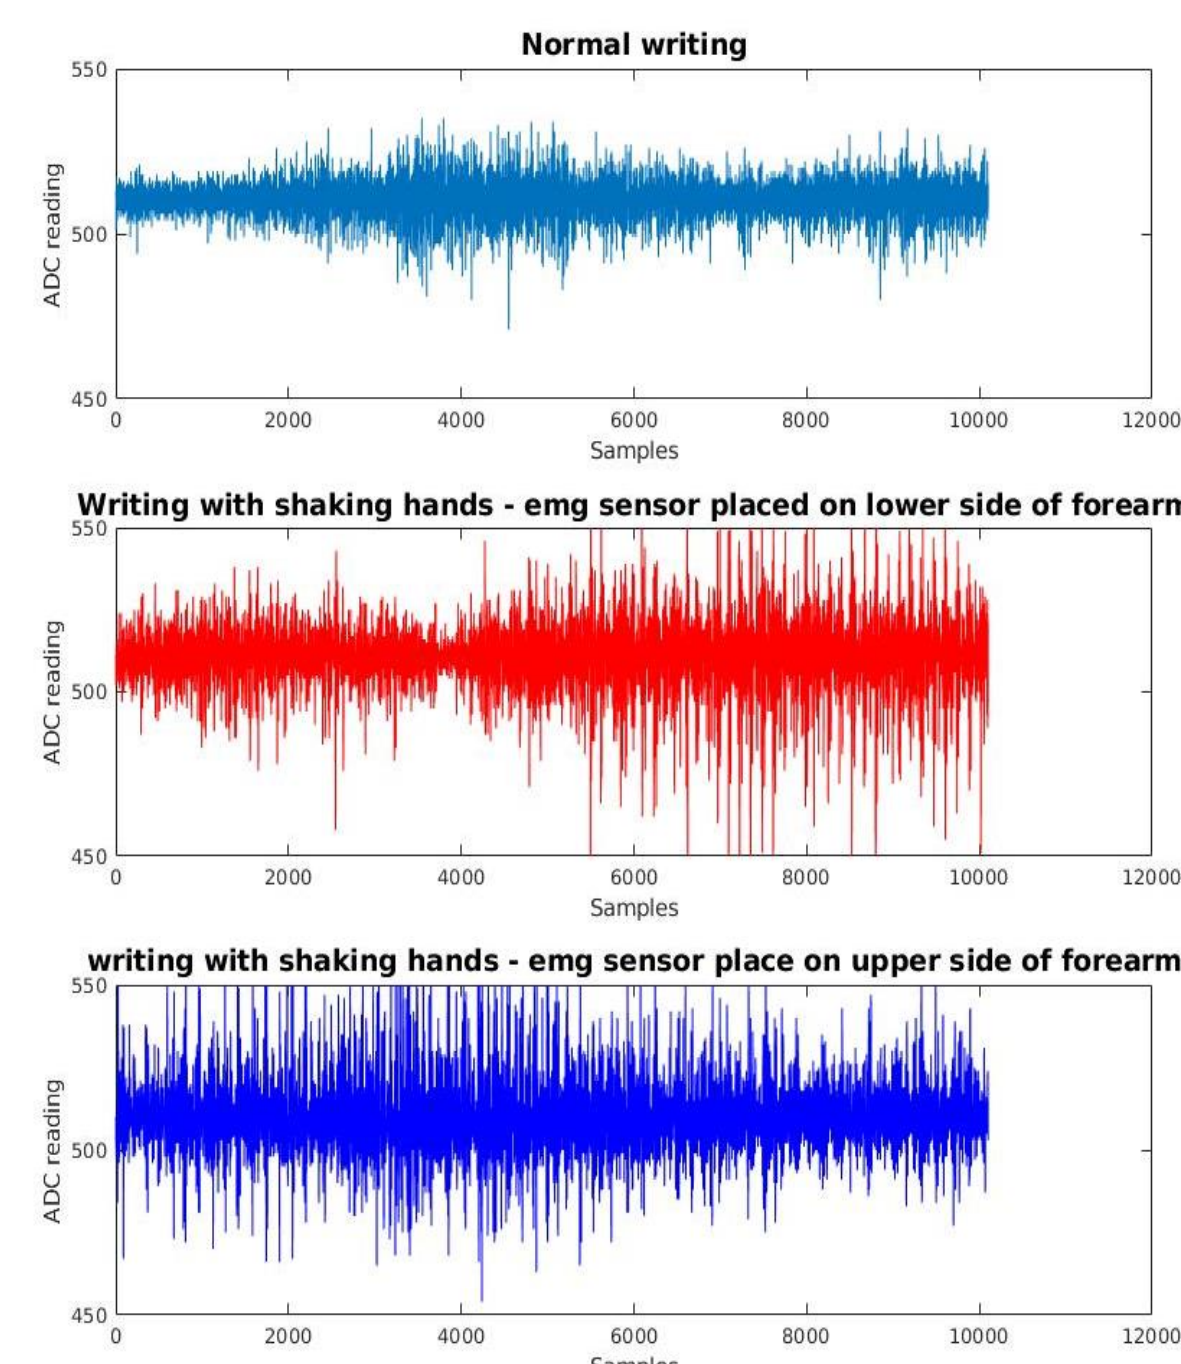 Normal writing
550
500
450
ADC reading
0 2000 4000 6000 8000 10000 12000
Samples
Writing with shaking hands - emg sensor placed on lower side of forearm
550
500
450
ADC reading
0 2000 4000 6000 8000 10000 12000
Samples
writing with shaking hands - emg sensor place on upper side of forearm
550
500
450
ADC reading
0 2000 4000 6000 8000 10000 12000
Samples